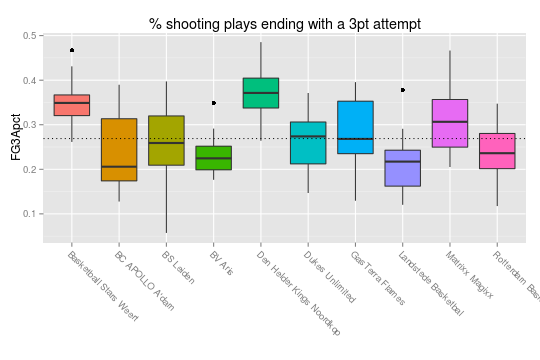 % shooting plays ending with a 3pt attempt
FG3Apct
0.5
0.4
0.3
0.2
0.1
Basketball Stars Weert
BC APOLLO A'dam
BS Leiden
BV Aris
Den Helder Kings Noordkop
Dukes Unlimited
GasTerra Flames
Landstede Basketbal
Matrixx Magixx
Rotterdam Bas